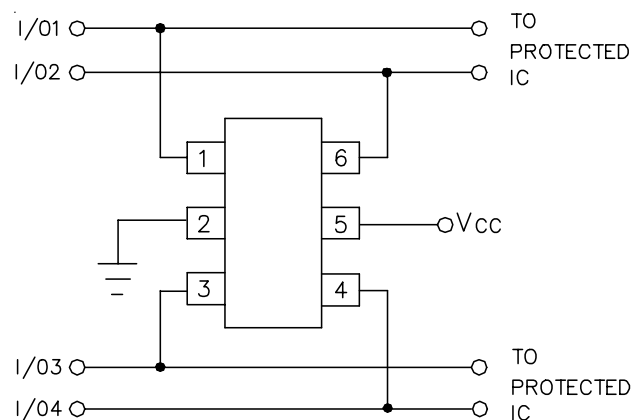 I/01
TO
PROTECTED
IC
I/02
1
6
2
5
VCC
3
4
I/03
TO
PROTECTED
IC
I/04